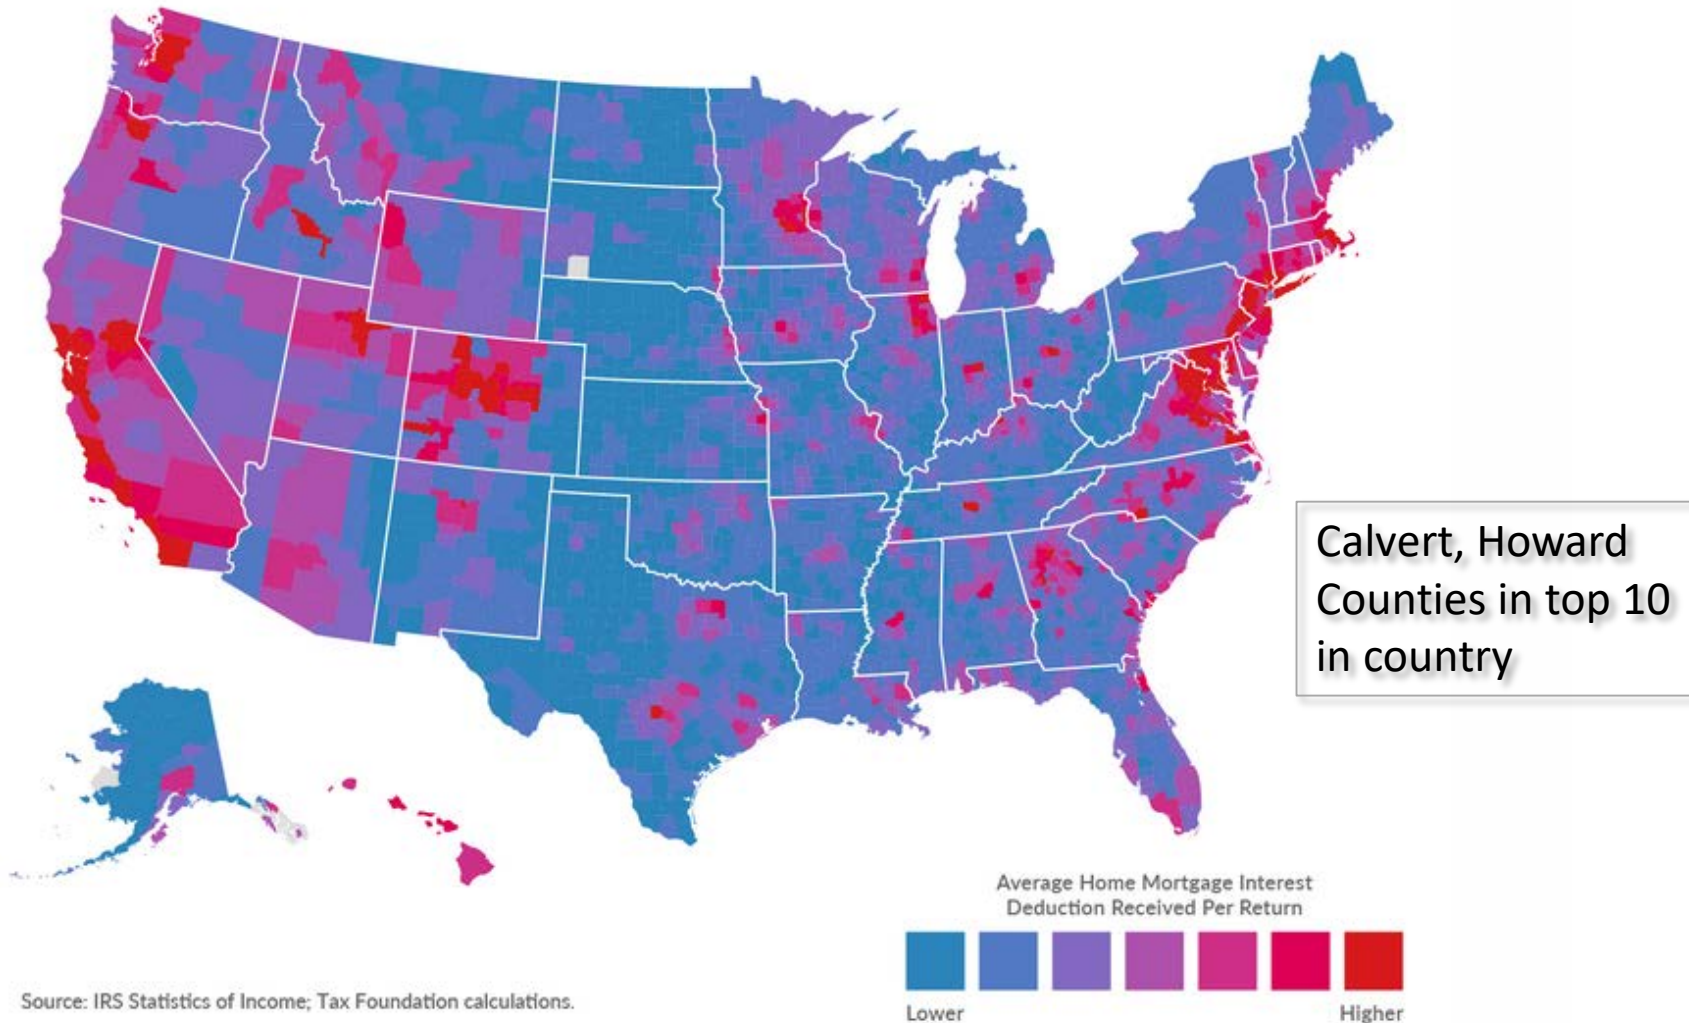 Calvert, Howard
Counties in top 10
in country
Average Home Mortgage Interest
Deduction Received Per Return
Lower
Higher
Source: IRS Statistics of Income; Tax Foundation calculations.